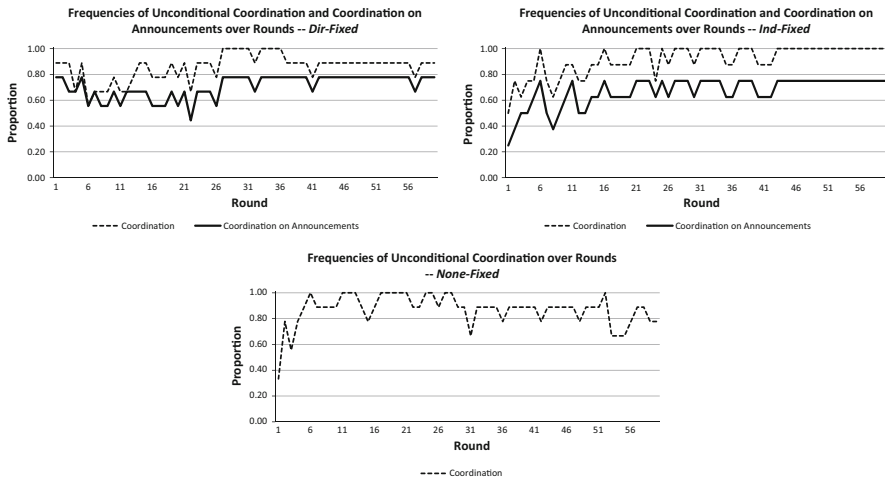 Frequencies of Unconditional Coordination and Coordination on
Announcements over Rounds -- Dir-Fixed
1.00
0.80
0.60
0.40
0.20
0.00
Proportion
1 6 11 16 21 26 31 36 41 46 51 56
Round
Coordination Coordination on Announcements
Frequencies of Unconditional Coordination and Coordination on
Announcements over Rounds -- Ind-Fixed
1.00
0.80
0.60
0.40
0.20
0.00
Proportion
1 6 11 16 21 26 31 36 41 46 51 56
Round
Coordination Coordination on Announcements
Frequencies of Unconditional Coordination over Rounds
-- None-Fixed
1.00
0.80
0.60
0.40
0.20
0.00
Proportion
1 6 11 16 21 26 31 36 41 46 51 56
Round
Coordination